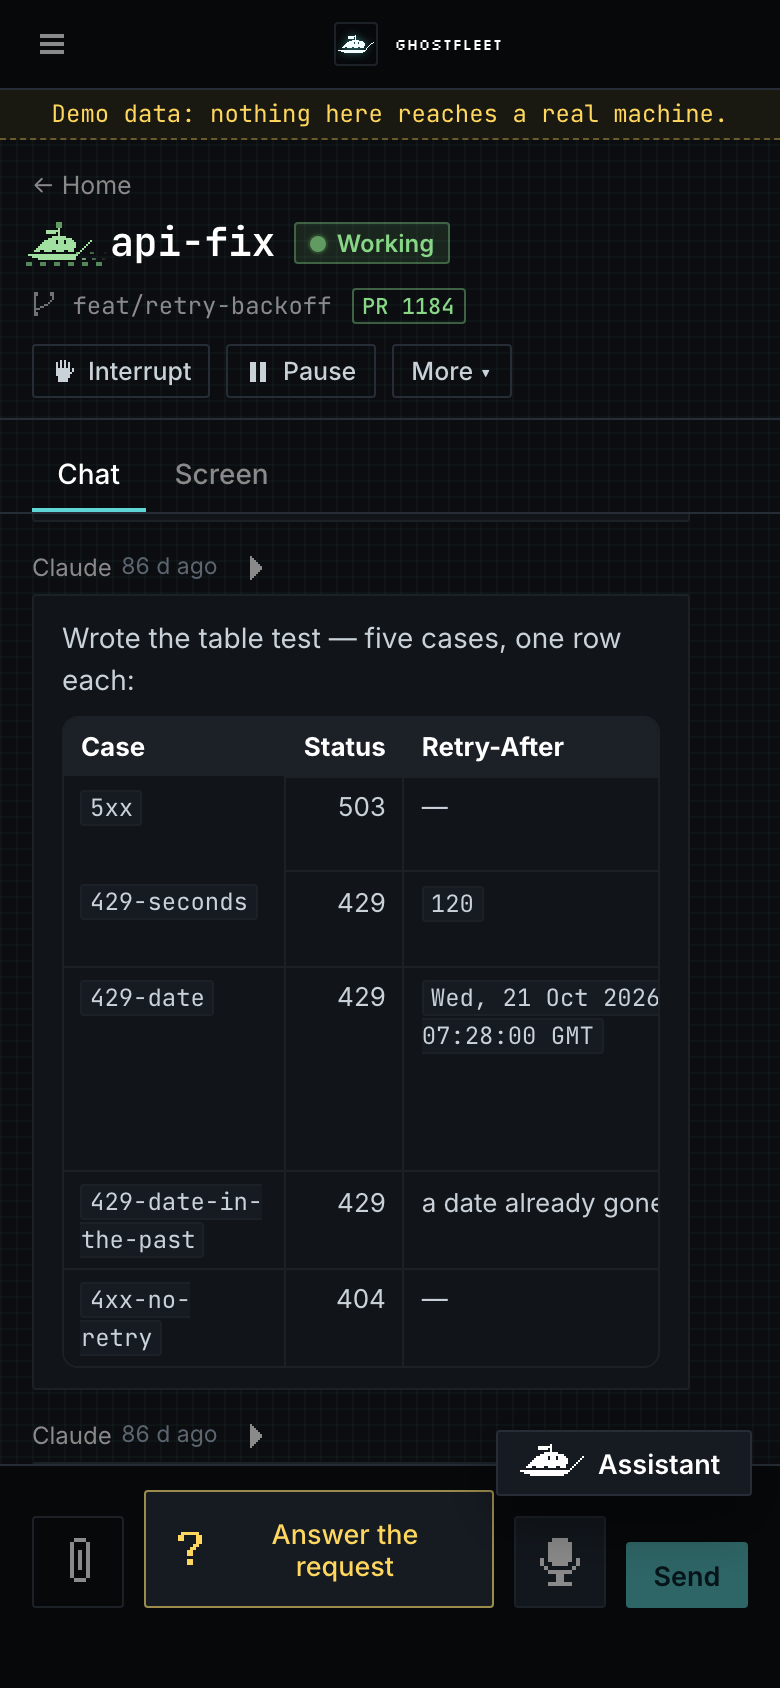 GHOSTFLEET
Demo data: nothing here reaches a real machine.
← Home
api-fix Working
feat/retry-backoff PR 1184
Interrupt Pause More ▾
Chat Screen
Claude 86 d ago
Wrote the table test — five cases, one row
each:
Case Status Retry-After
5xx 503 —
429-seconds 429 120
429-date 429 Wed, 21 Oct 2026
07:28:00 GMT
429-date-in- 429 a date already gone
the-past
4xx-no- 404 —
retry
Claude 86 d ago
Assistant
? Answer the
request
Send